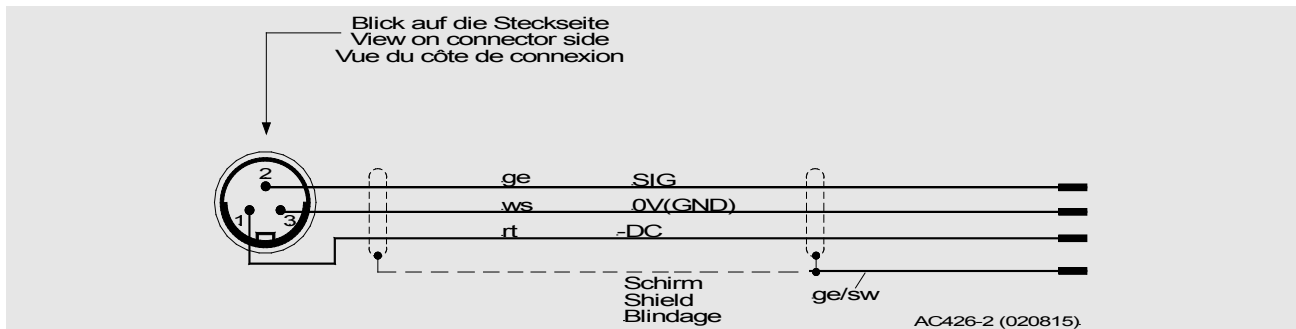 Blick auf die Steckseite
View on connector side
Vue du côte de connexion
2
ge SIG
1 3 ws 0V(GND)
rt -DC
Schirm
Shield
Blindage
ge/sw
AC426-2 (020815)